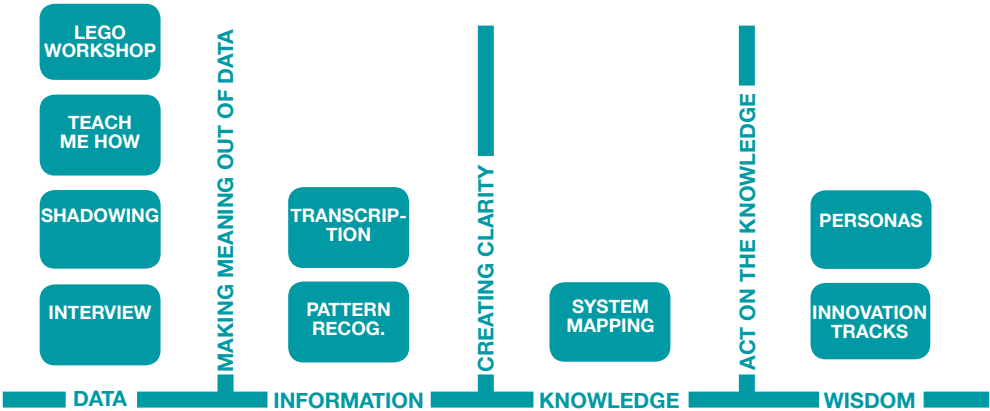 LEGO
WORKSHOP
TEACH
ME HOW
SHADOWING
INTERVIEW
MAKING MEANING OUT OF DATA
TRANSCRIP-
TION
PATTERN
RECOG.
CREATING CLARITY
SYSTEM
MAPPING
ACT ON THE KNOWLEDGE
PERSONAS
INNOVATION
TRACKS
DATA
INFORMATION
KNOWLEDGE
WISDOM